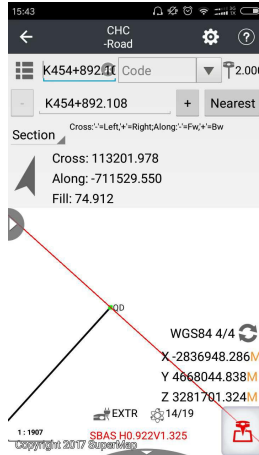 15:43
CHC
-Road
K454+892.10 Code 2.000
- K454+892.108 + Nearest
Section Cross:'-'=Left,'+'=Right;Along:'-'=Fw,'+'=Bw
Cross: 113201.978
Along: -711529.550
Fill: 74.912
QD
WGS84 4/4
X -2836948.286M
Y 4668044.838M
Z 3281701.324M
EXTR 14/19
1 : 1907
SBAS H0.922V1.325
Copyright 2017 SuperMap